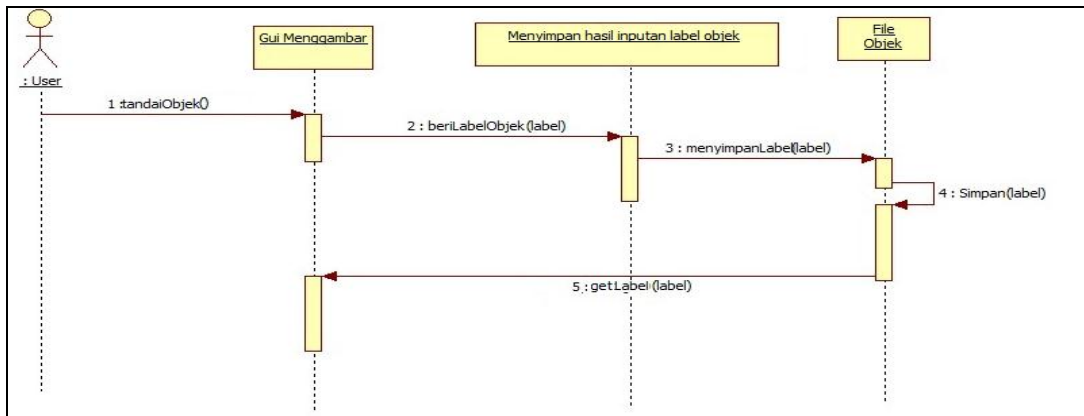 : User
Gui Menggambar
Menyimpan hasil inputan label objek
File
Objek
1 :tandaiObjek()
2 : beriLabelObjek(label)
3 : menyimpanLabel(label)
4 : Simpan(label)
5 : getLabel(label)